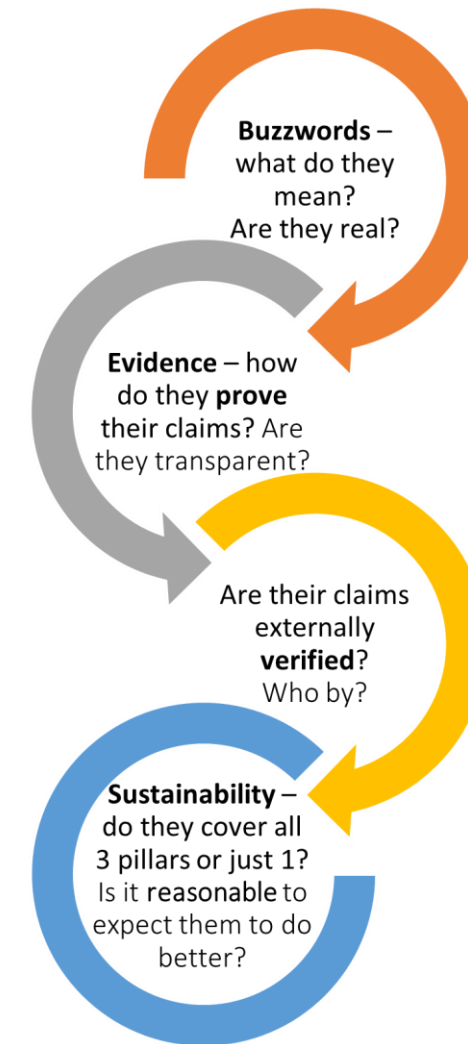 Buzzwords –
what do they
mean?
Are they real?
Evidence – how
do they prove
their claims? Are
they transparent?
Are their claims
externally
verified?
Who by?
Sustainability –
do they cover all
3 pillars or just 1?
Is it reasonable to
expect them to do
better?